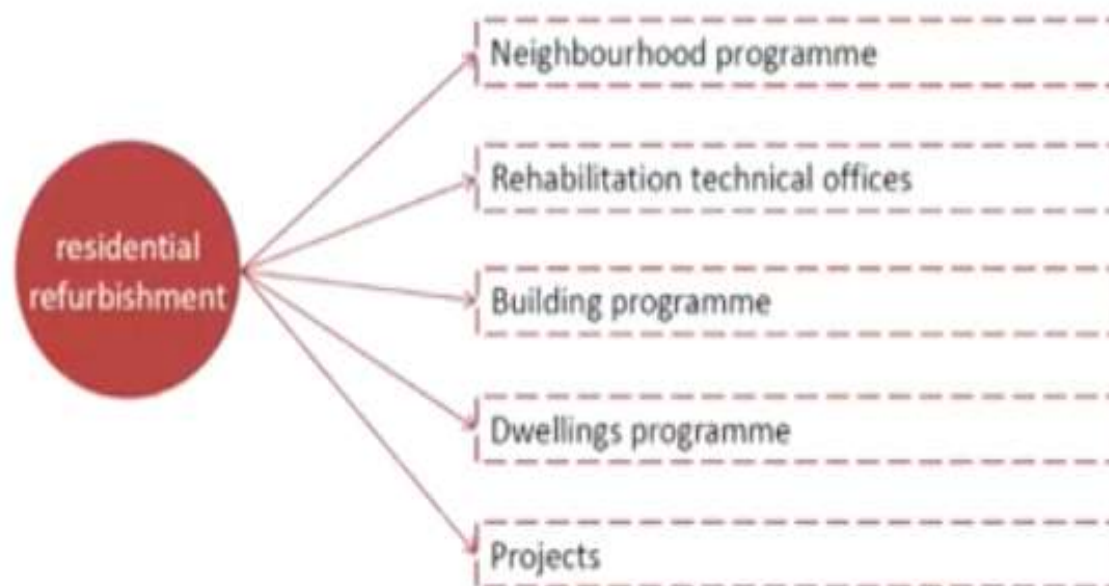 residential
refurbishment
Neighbourhood programme
Rehabilitation technical offices
Building programme
Dwellings programme
Projects